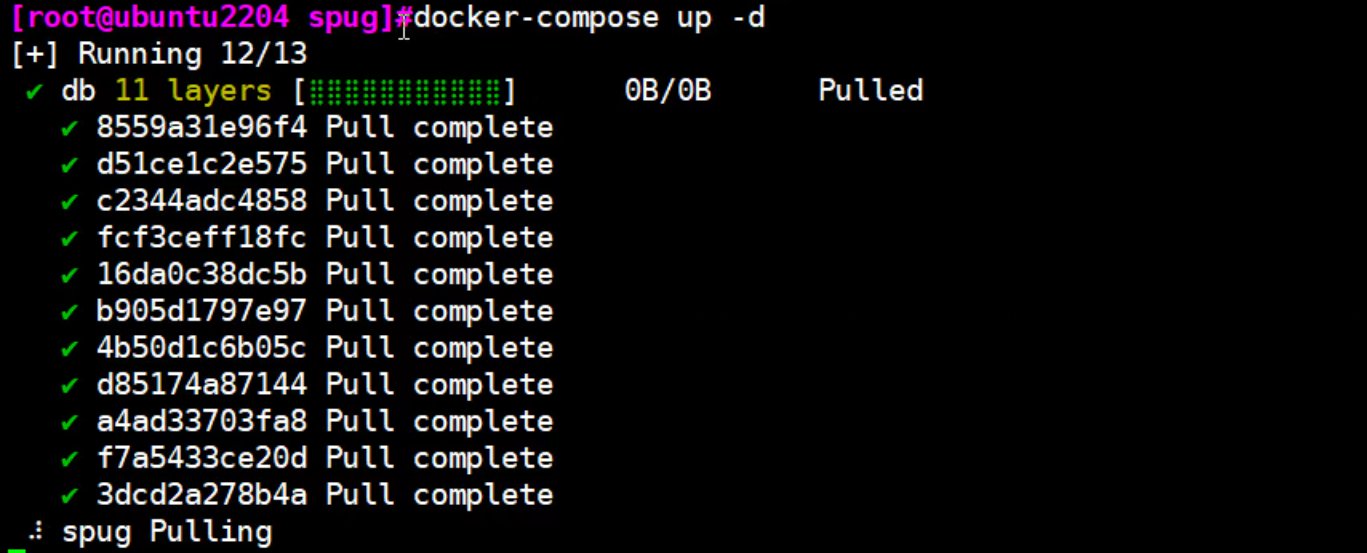 [root@ubuntu2204 spug]#docker-compose up -d
[+] Running 12/13
✔ db 11 layers [⣿⣿⣿⣿⣿⣿⣿⣿⣿⣿⣿] 0B/0B Pulled
✔ 8559a31e96f4 Pull complete
✔ d51ce1c2e575 Pull complete
✔ c2344adc4858 Pull complete
✔ fcf3ceff18fc Pull complete
✔ 16da0c38dc5b Pull complete
✔ b905d1797e97 Pull complete
✔ 4b50d1c6b05c Pull complete
✔ d85174a87144 Pull complete
✔ a4ad33703fa8 Pull complete
✔ f7a5433ce20d Pull complete
✔ 3dcd2a278b4a Pull complete
⠼ spug Pulling